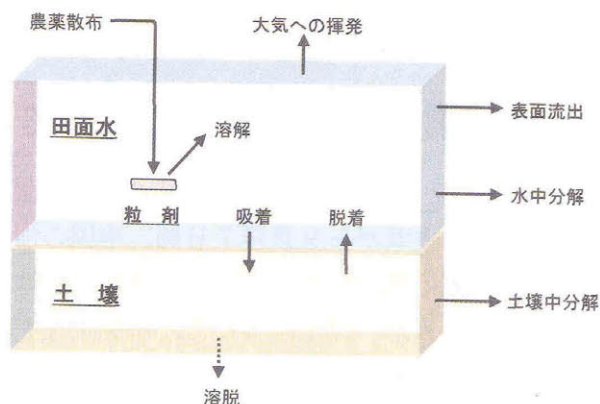 農薬散布
大気への揮発
表面流出
田面水
溶解
水中分解
粒 剤
吸着
脱着
土 壌
土壌中分解
溶脱